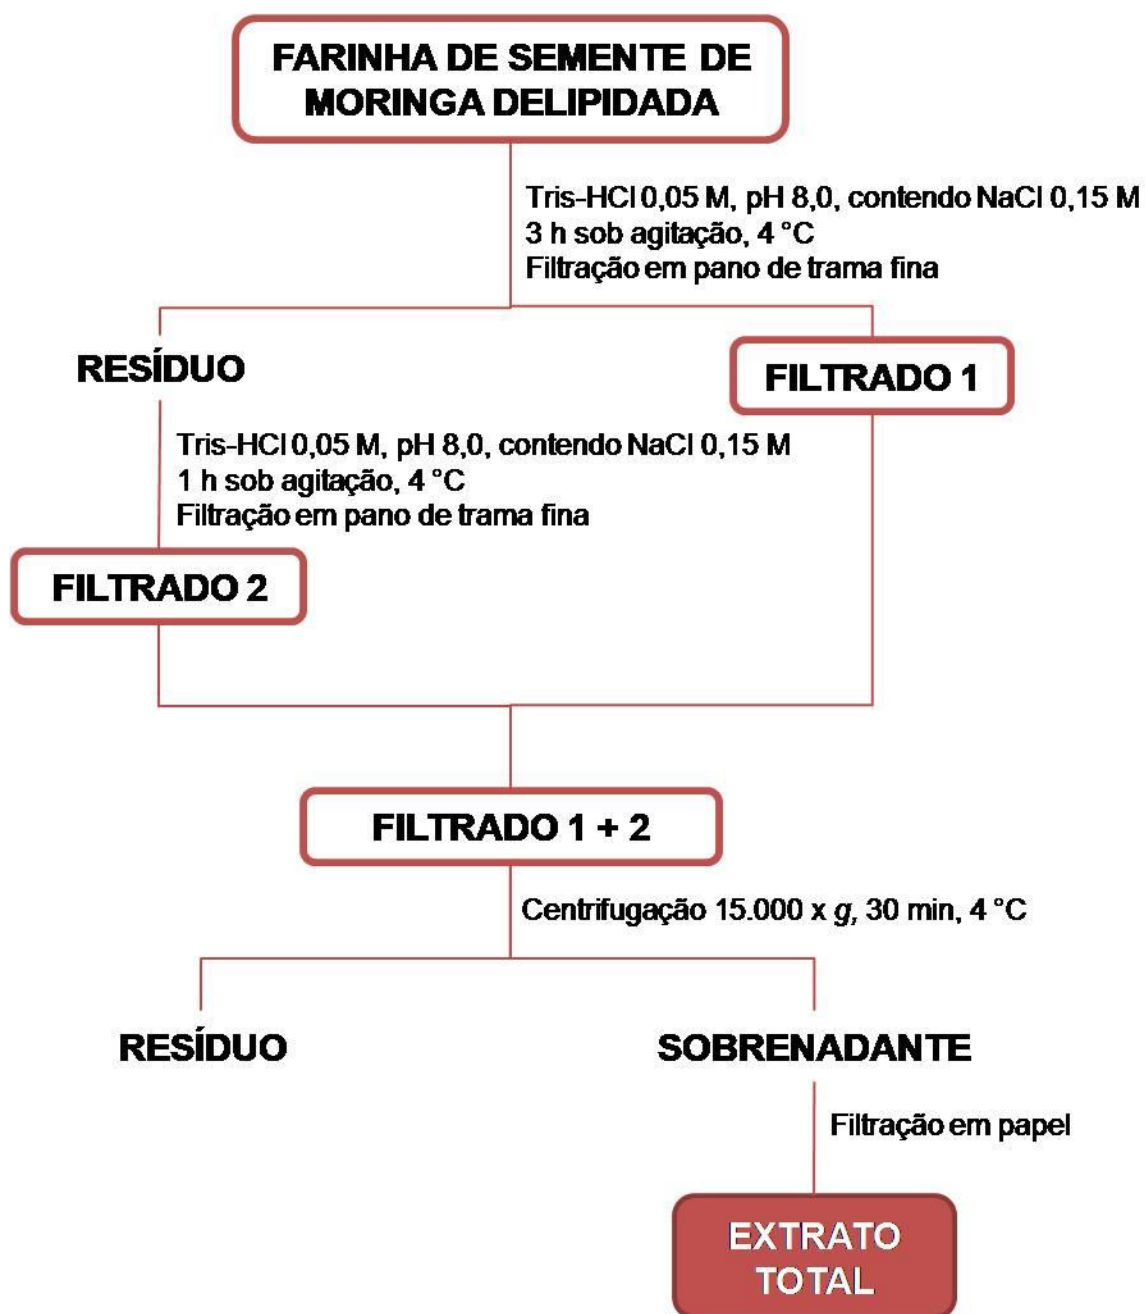 FARINHA DE SEMENTE DE
MORINGA DELIPIDADA
Tris-HCl 0,05 M, pH 8,0, contendo NaCl 0,15 M
3 h sob agitação, 4 °C
Filtração em pano de trama fina
RESÍDUO
FILTRADO 1
Tris-HCl 0,05 M, pH 8,0, contendo NaCl 0,15 M
1 h sob agitação, 4 °C
Filtração em pano de trama fina
FILTRADO 2
FILTRADO 1 + 2
Centrifugação 15.000 x g, 30 min, 4 °C
RESÍDUO
SOBRENADANTE
Filtração em papel
EXTRATO
TOTAL